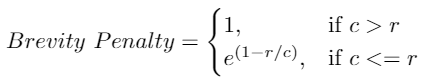 Brevity Penalty = { 1, if c > r
e^(1−r/c), if c <= r